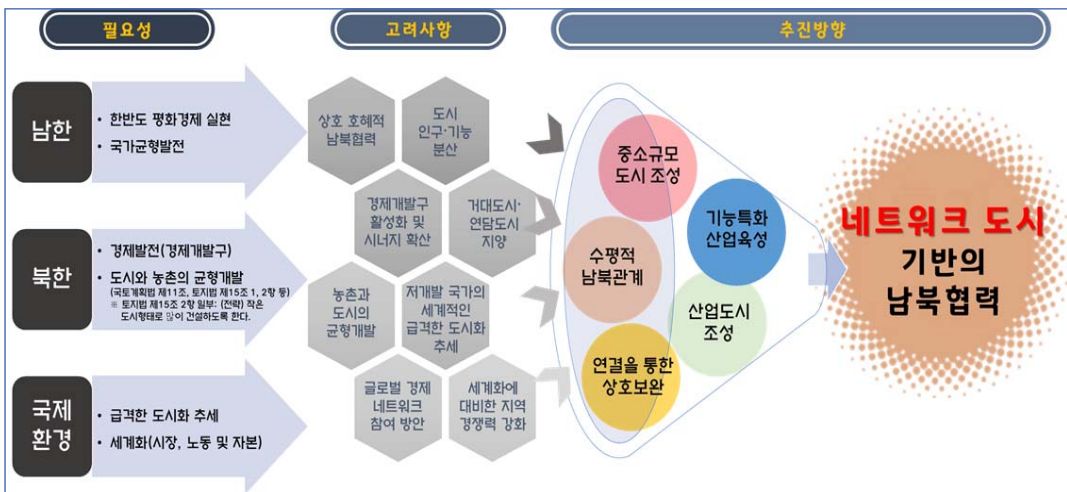 필요성
고려사항
추진방향
남한
• 한반도 평화경제 실현
• 국가균형발전
북한
• 경제발전(경제개발구)
• 도시와 농촌의 균형개발
(국토계획법 제11조, 토지법 제15조 1, 2항 등)
※ 토지법 제15조 2항 일부: (전략) 작은
도시형태로 많이 건설하도록 한다.
국제
환경
• 급격한 도시화 추세
• 세계화(시장, 노동 및 자본)
상호 호혜적
남북협력
도시
인구·기능
분산
경제개발구
활성화 및
시너지 확산
거대도시·
연담도시
지양
농촌과
도시의
균형개발
저개발 국가의
세계적인
급격한 도시화
추세
글로벌 경제
네트워크
참여 방안
세계화에
대비한 지역
경쟁력 강화
중소규모
도시 조성
기능특화
산업육성
수평적
남북관계
산업도시
조성
연결을 통한
상호보완
네트워크 도시
기반의
남북협력